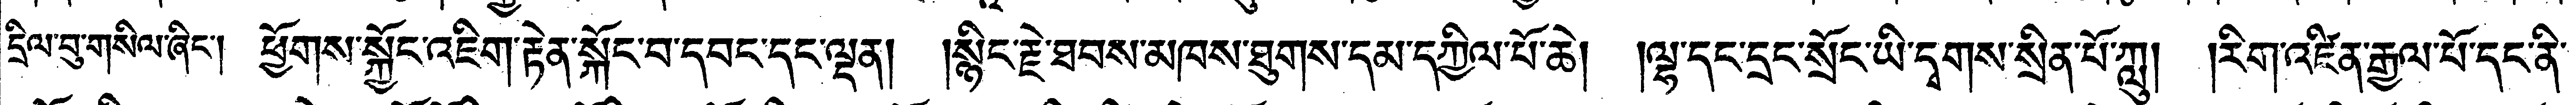 དྲིལ་བུ་གསིལ་ཞིང་། ཕྱོགས་སྐྱོང་འཇིག་རྟེན་སྐྱོང་བ་དབང་དང་ལྡན། །སྙིང་རྗེ་ཐབས་མཁས་ཐུགས་དམ་དཀྱིལ་པོ་ཆེ། །ལྷ་དང་དྲང་སྲོང་ཡི་དྭགས་སྲིན་པོ་ཀླུ། །རིག་འཛིན་རྒྱལ་པོ་དང་ནི་